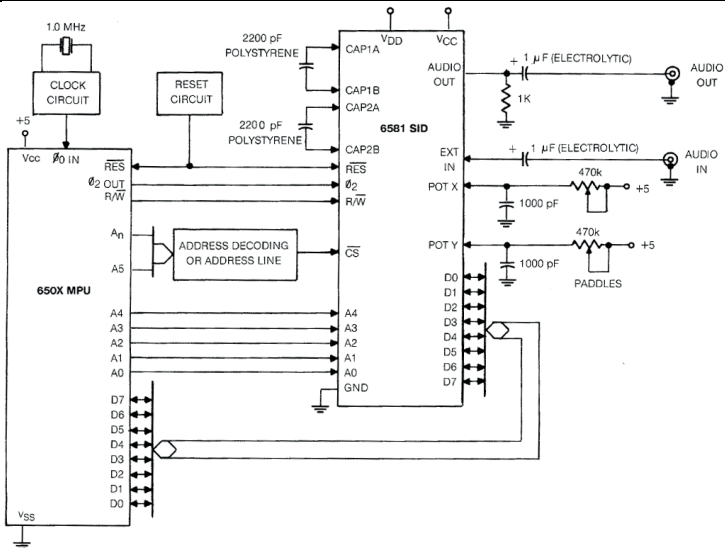 1.0 MHz
CLOCK
CIRCUIT
RESET
CIRCUIT
+5
Vcc
Ø0 IN
RES
Ø2 OUT
R/W
An
A5
650X MPU
A4
A3
A2
A1
A0
D7
D6
D5
D4
D3
D2
D1
D0
VSS
ADDRESS DECODING
OR ADDRESS LINE
2200 pF
POLYSTYRENE
2200 pF
POLYSTYRENE
VDD
VCC
CAP1A
CAP1B
CAP2A
CAP2B
6581 SID
RES
Ø2
R/W
CS
A4
A3
A2
A1
A0
GND
AUDIO
OUT
EXT
IN
POT X
POT Y
D0
D1
D2
D3
D4
D5
D6
D7
+ 1 µF (ELECTROLYTIC)
1K
AUDIO
OUT
+ 1 µF (ELECTROLYTIC)
AUDIO
IN
470k
+5
1000 pF
470k
+5
1000 pF
PADDLES